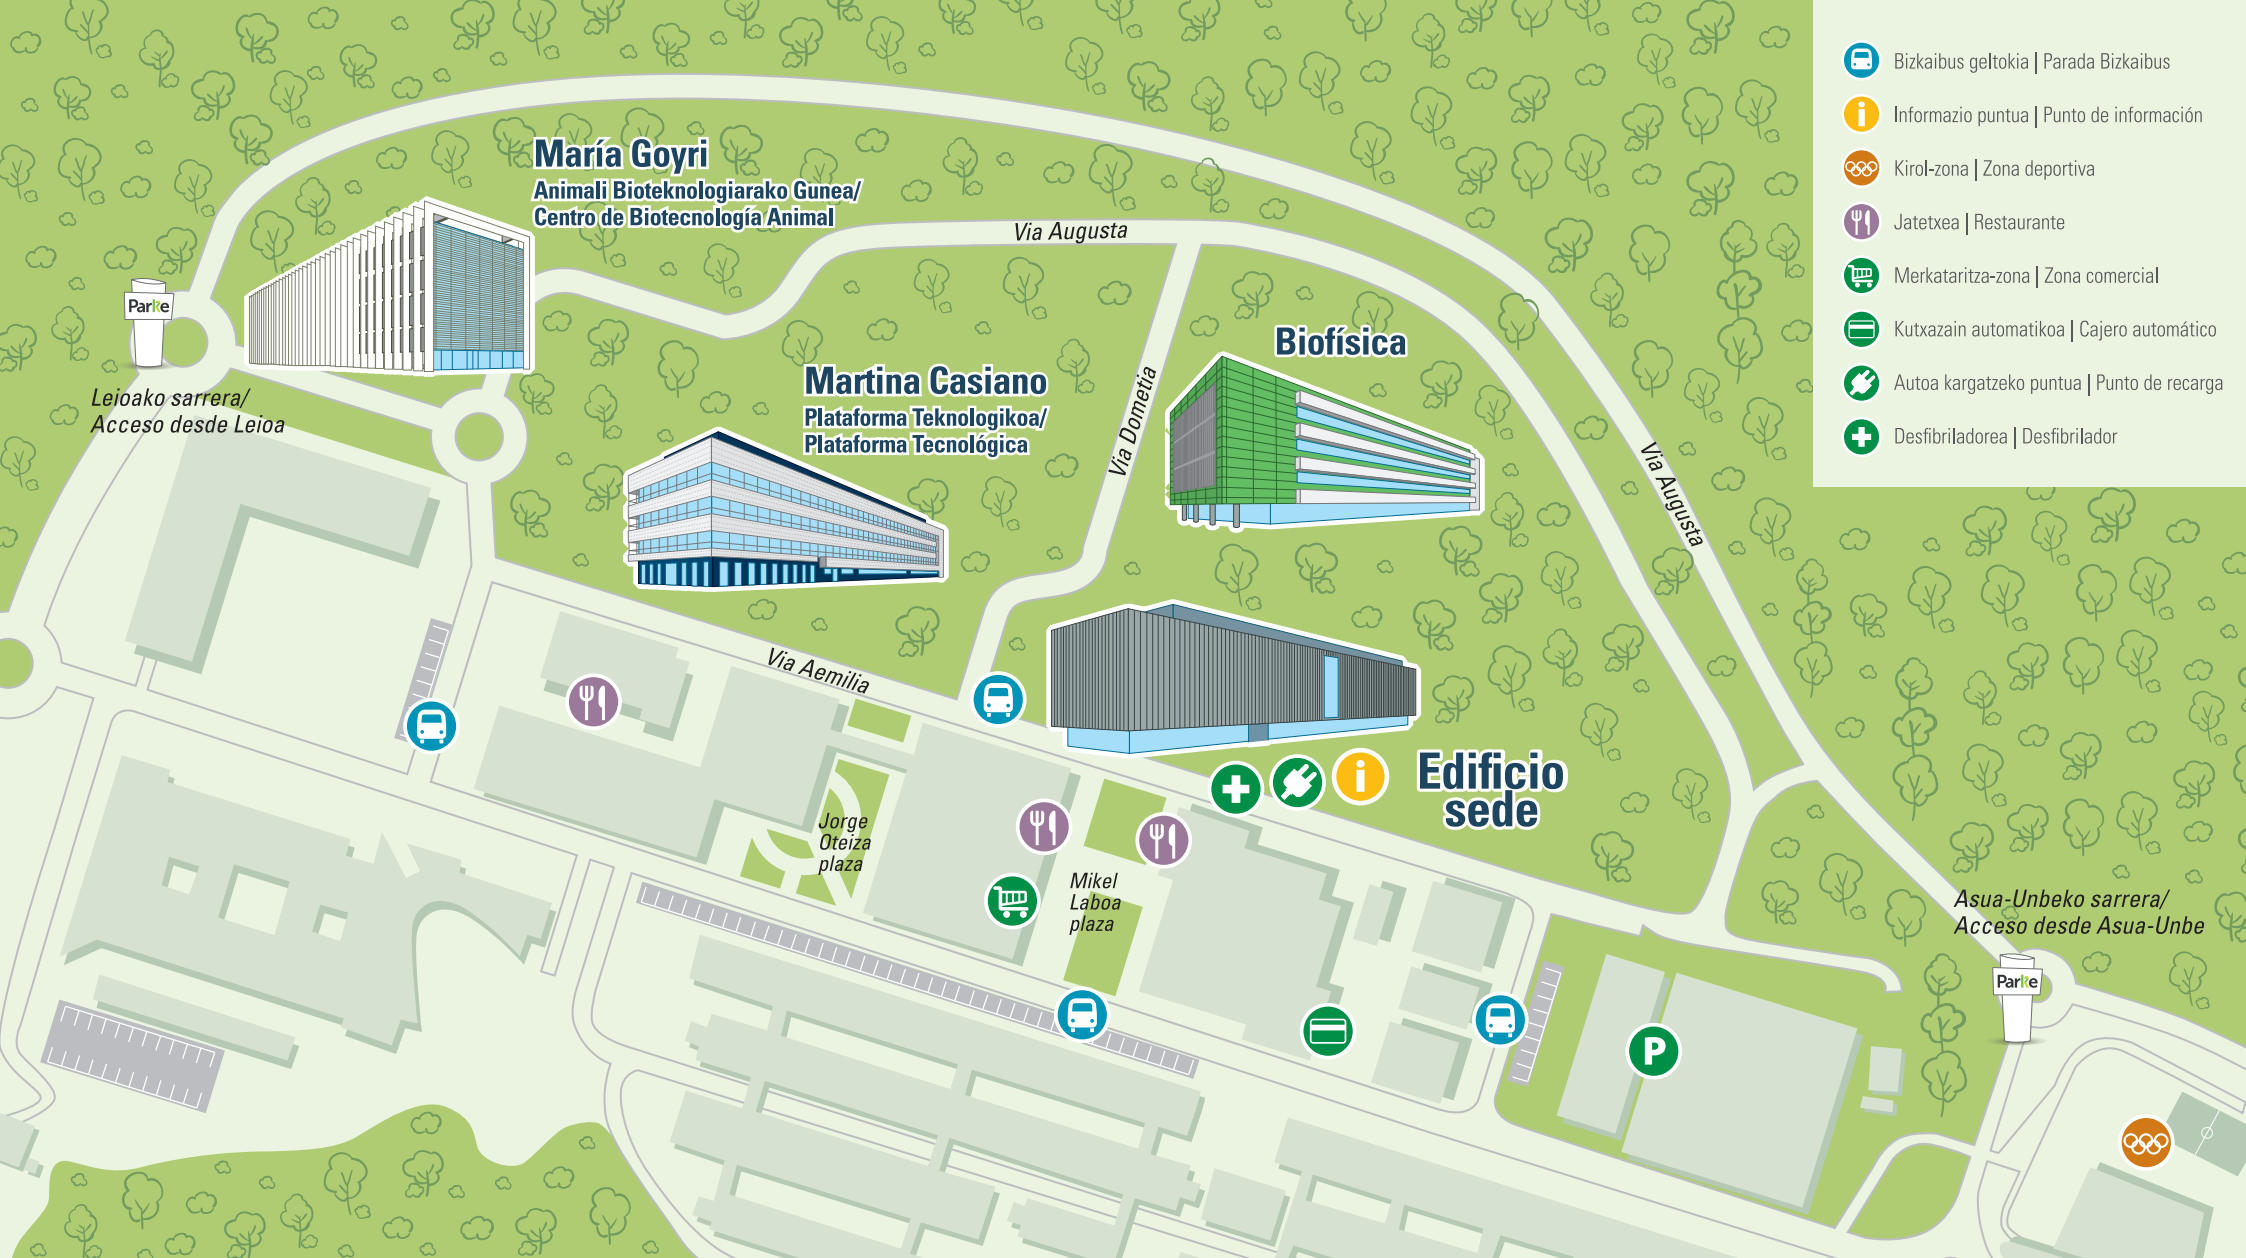 Bizkaibus geltokia | Parada Bizkaibus
Informazio puntua | Punto de información
Kirol-zona | Zona deportiva
Jatetxea | Restaurante
Merkataritza-zona | Zona comercial
Kutxazain automatikoa | Cajero automático
Autoa kargatzeko puntua | Punto de recarga
Desfibriladorea | Desfibrilador
María Goyri
Animali Bioteknologiarako Gunea/
Centro de Biotecnología Animal
Via Augusta
Parke
Leioako sarrera/
Acceso desde Leioa
Biofísica
Martina Casiano
Plataforma Teknologikoa/
Plataforma Tecnológica
Via Dometia
Via Augusta
Via Aemilia
Edificio
sede
Jorge
Oteiza
plaza
Mikel
Laboa
plaza
Asua-Unbeko sarrera/
Acceso desde Asua-Unbe
Parke
P